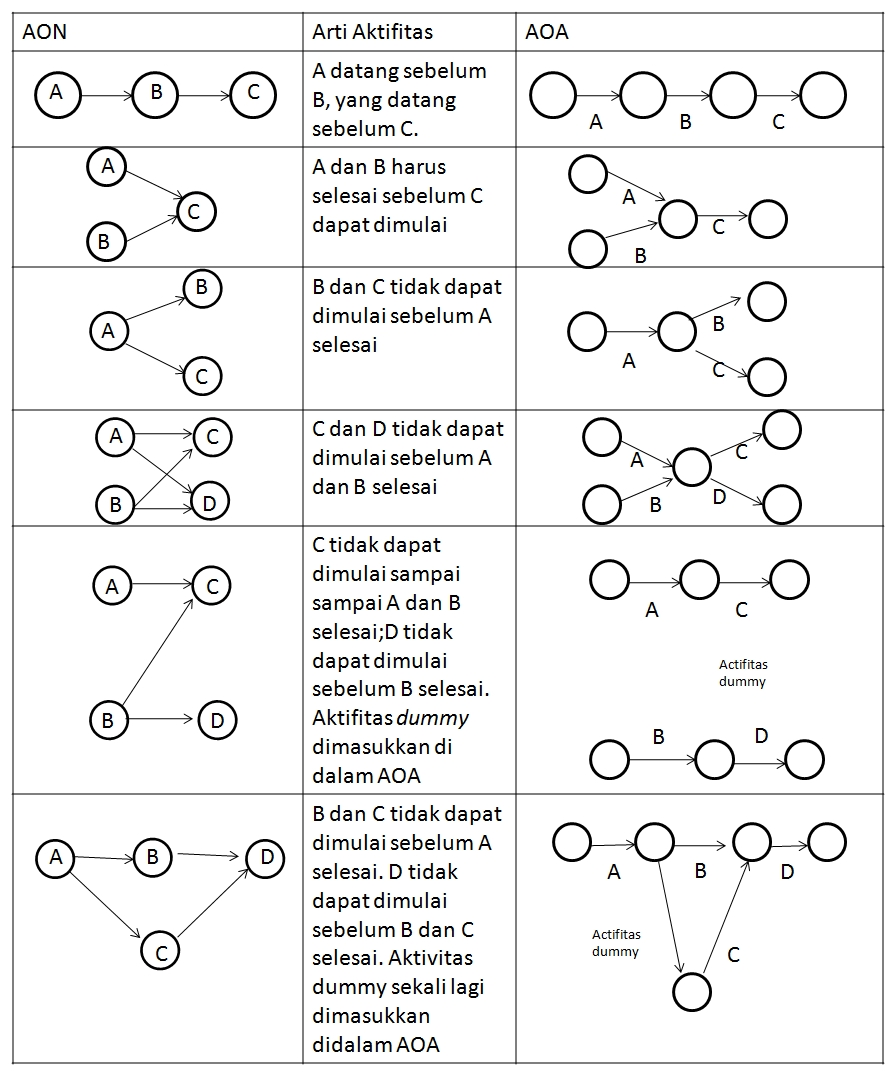 AON
Arti Aktifitas
AOA
A
B
C
A datang sebelum
B, yang datang
sebelum C.
A
B
C
A
B
C
A dan B harus
selesai sebelum C
dapat dimulai
A
B
C
A
B
C
B dan C tidak dapat
dimulai sebelum A
selesai
A
B
C
A
B
C
D
C dan D tidak dapat
dimulai sebelum A
dan B selesai
A
B
C
D
A
C
B
D
C tidak dapat
dimulai sampai
sampai A dan B
selesai;D tidak
dapat dimulai
sebelum B selesai.
Aktifitas dummy
dimasukkan di
dalam AOA
A
C
Actifitas
dummy
B
D
A
B
D
C
B dan C tidak dapat
dimulai sebelum A
selesai. D tidak
dapat dimulai
sebelum B dan C
selesai. Aktivitas
dummy sekali lagi
dimasukkan
didalam AOA
A
B
D
Actifitas
dummy
C